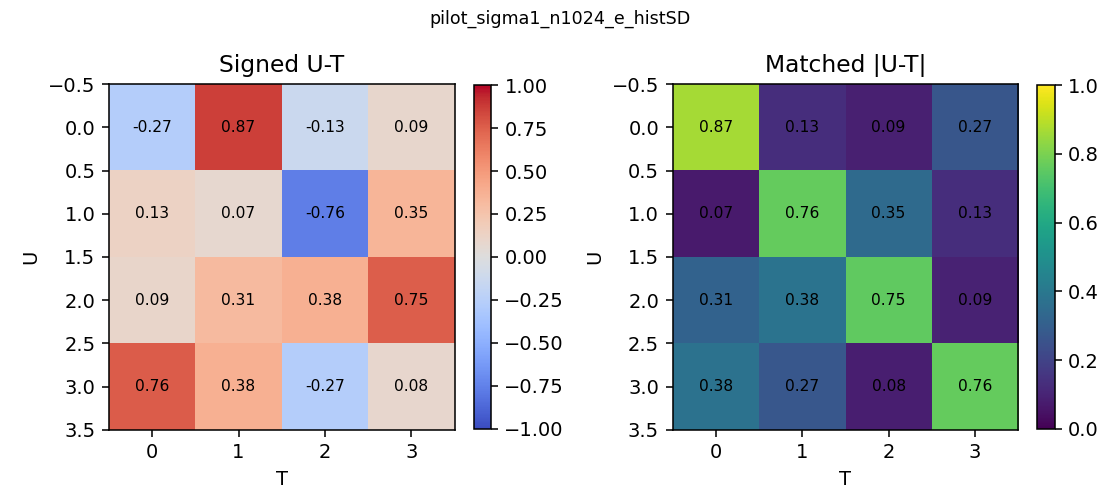 pilot_sigma1_n1024_e_histSD
Signed U-T
−0.5
0.0
0.5
1.0
1.5
2.0
2.5
3.0
3.5
U
-0.27 0.87 -0.13 0.09
0.13 0.07 -0.76 0.35
0.09 0.31 0.38 0.75
0.76 0.38 -0.27 0.08
0 1 2 3
T
1.00
0.75
0.50
0.25
0.00
−0.25
−0.50
−0.75
−1.00
Matched |U-T|
−0.5
0.0
0.5
1.0
1.5
2.0
2.5
3.0
3.5
U
0.87 0.13 0.09 0.27
0.07 0.76 0.35 0.13
0.31 0.38 0.75 0.09
0.38 0.27 0.08 0.76
0 1 2 3
T
1.0
0.8
0.6
0.4
0.2
0.0